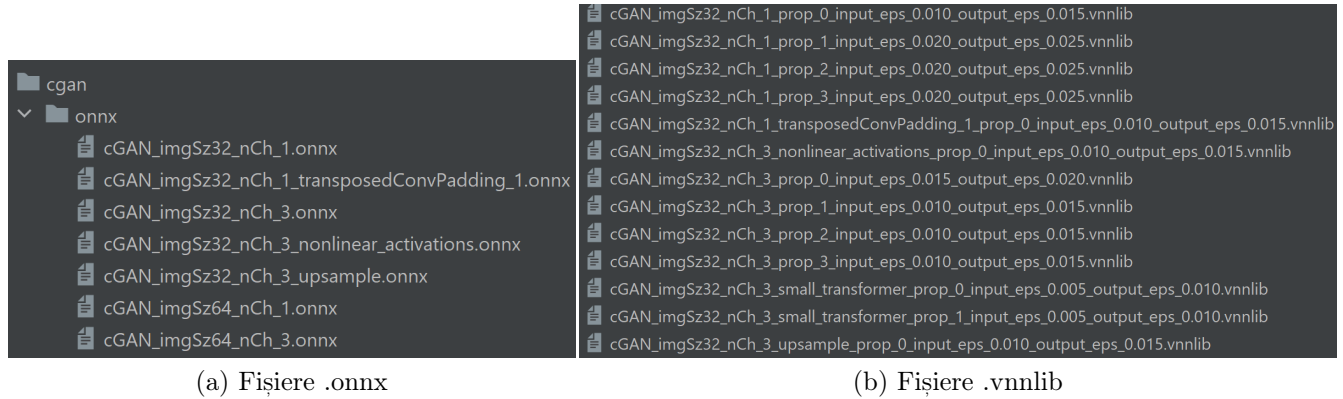 cgan
onnx
cGAN_imgSz32_nCh_1.onnx
cGAN_imgSz32_nCh_1_transposedConvPadding_1.onnx
cGAN_imgSz32_nCh_3.onnx
cGAN_imgSz32_nCh_3_nonlinear_activations.onnx
cGAN_imgSz32_nCh_3_upsample.onnx
cGAN_imgSz64_nCh_1.onnx
cGAN_imgSz64_nCh_3.onnx
(a) Fișiere .onnx
cGAN_imgSz32_nCh_1_prop_0_input_eps_0.010_output_eps_0.015.vnnlib
cGAN_imgSz32_nCh_1_prop_1_input_eps_0.020_output_eps_0.025.vnnlib
cGAN_imgSz32_nCh_1_prop_2_input_eps_0.020_output_eps_0.025.vnnlib
cGAN_imgSz32_nCh_1_prop_3_input_eps_0.020_output_eps_0.025.vnnlib
cGAN_imgSz32_nCh_1_transposedConvPadding_1_prop_0_input_eps_0.010_output_eps_0.015.vnnlib
cGAN_imgSz32_nCh_3_nonlinear_activations_prop_0_input_eps_0.010_output_eps_0.015.vnnlib
cGAN_imgSz32_nCh_3_prop_0_input_eps_0.015_output_eps_0.020.vnnlib
cGAN_imgSz32_nCh_3_prop_1_input_eps_0.010_output_eps_0.015.vnnlib
cGAN_imgSz32_nCh_3_prop_2_input_eps_0.010_output_eps_0.015.vnnlib
cGAN_imgSz32_nCh_3_prop_3_input_eps_0.010_output_eps_0.015.vnnlib
cGAN_imgSz32_nCh_3_small_transformer_prop_0_input_eps_0.005_output_eps_0.010.vnnlib
cGAN_imgSz32_nCh_3_small_transformer_prop_1_input_eps_0.005_output_eps_0.010.vnnlib
cGAN_imgSz32_nCh_3_upsample_prop_0_input_eps_0.010_output_eps_0.015.vnnlib
(b) Fișiere .vnnlib